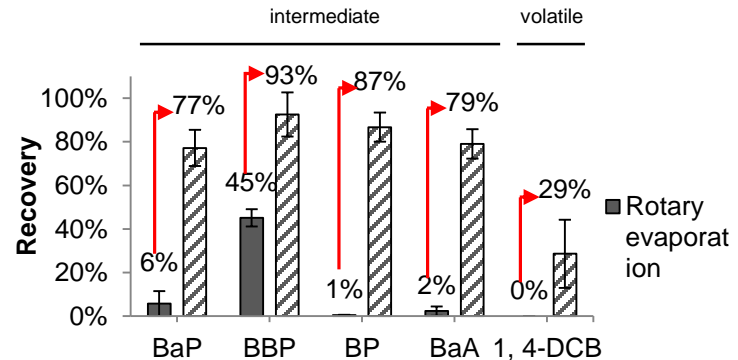 intermediate volatile
93%
77% 87% 79%
100%
80%
60%
40%
20%
0%
Recovery
45%
29%
6% 1% 2% 0%
Rotary
evaporat
ion
BaP BBP BP BaA 1, 4-DCB